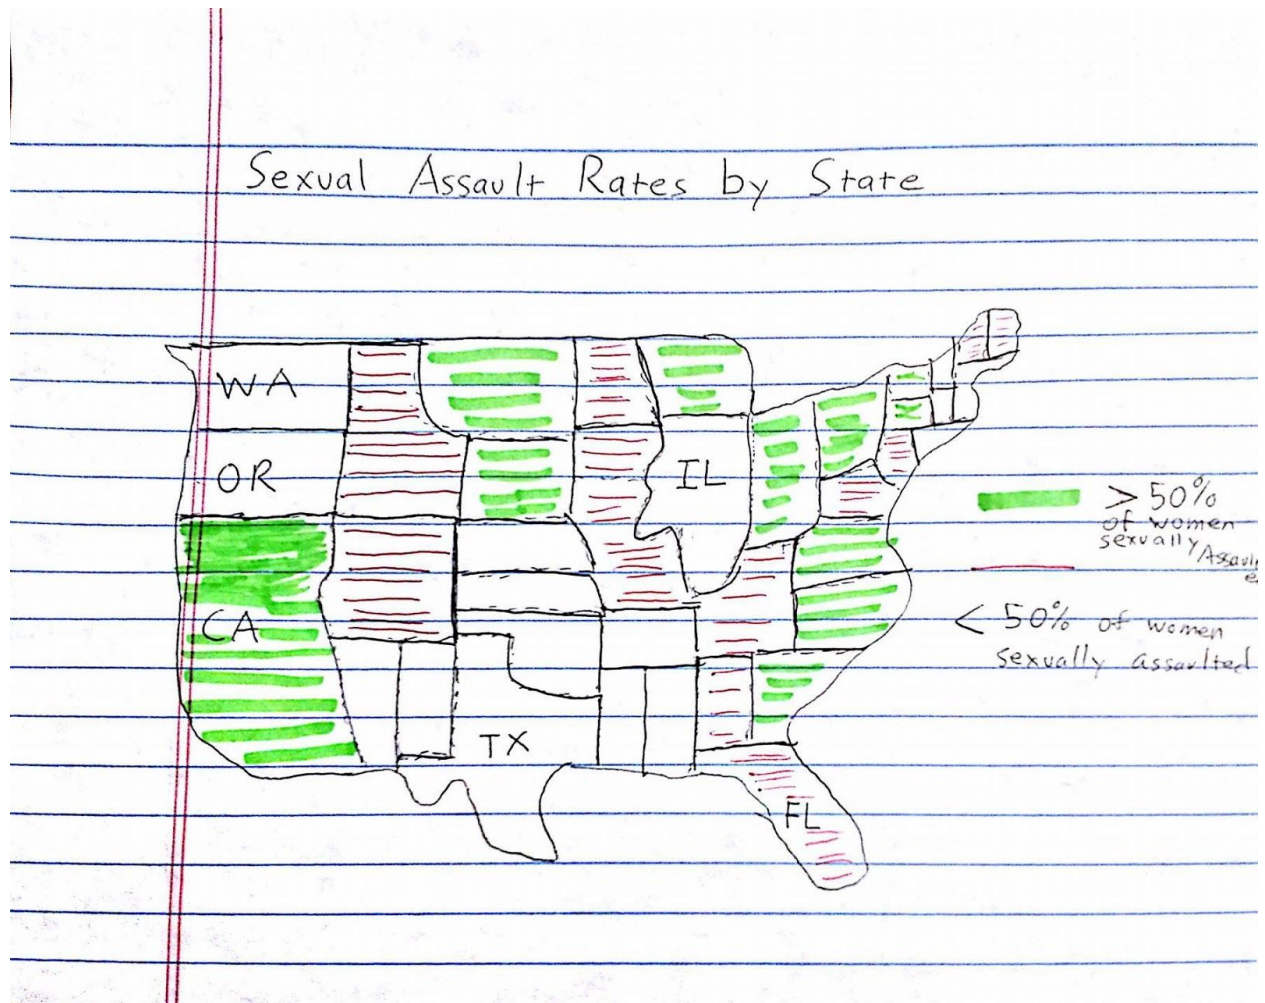 Sexual Assault Rates by State
WA
OR
IL
CA
TX
FL
> 50%
of women
sexually
< 50% of women
sexually assaulted